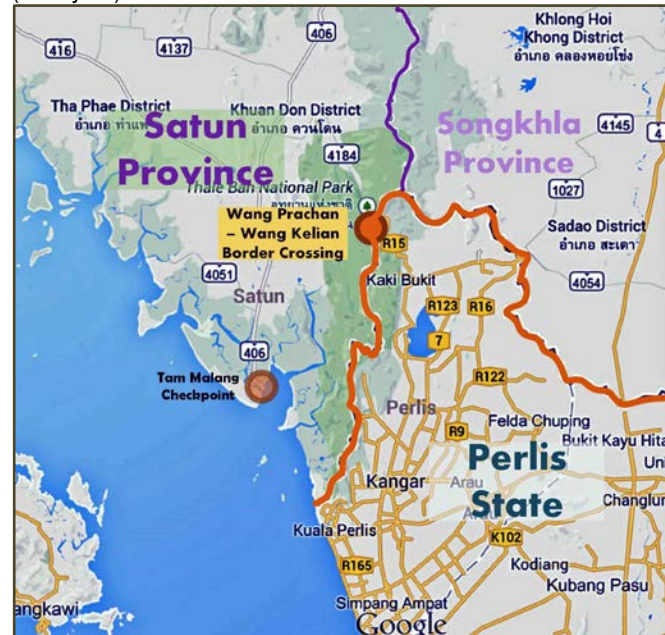 406
416
4137
Khlong Hoi
Khong District
อำเภอ คลองหอยโข่ง
Tha Phae District
Khuan Don District
อำเภอ ควนโดน
Satun
Province
4184
Songkhla
Province
4145
Thale Ban National Park
1027
Wang Prachan
– Wang Kelian
Border Crossing
Sadao District
อำเภอ สะเดา
R15
4051
Kaki Bukit
4054
Satun
R123
R16
7
406
Tam Malang
Checkpoint
R122
Perlis
Felda Chuping
R9
Bukit Kayu Hita
Perlis
State
Uni
Kangar
Arau
Changlun
Arau
Kuala Perlis
K102
Kodiang
R165
Kubang Pasu
angkawi
Simpang Ampat
Google